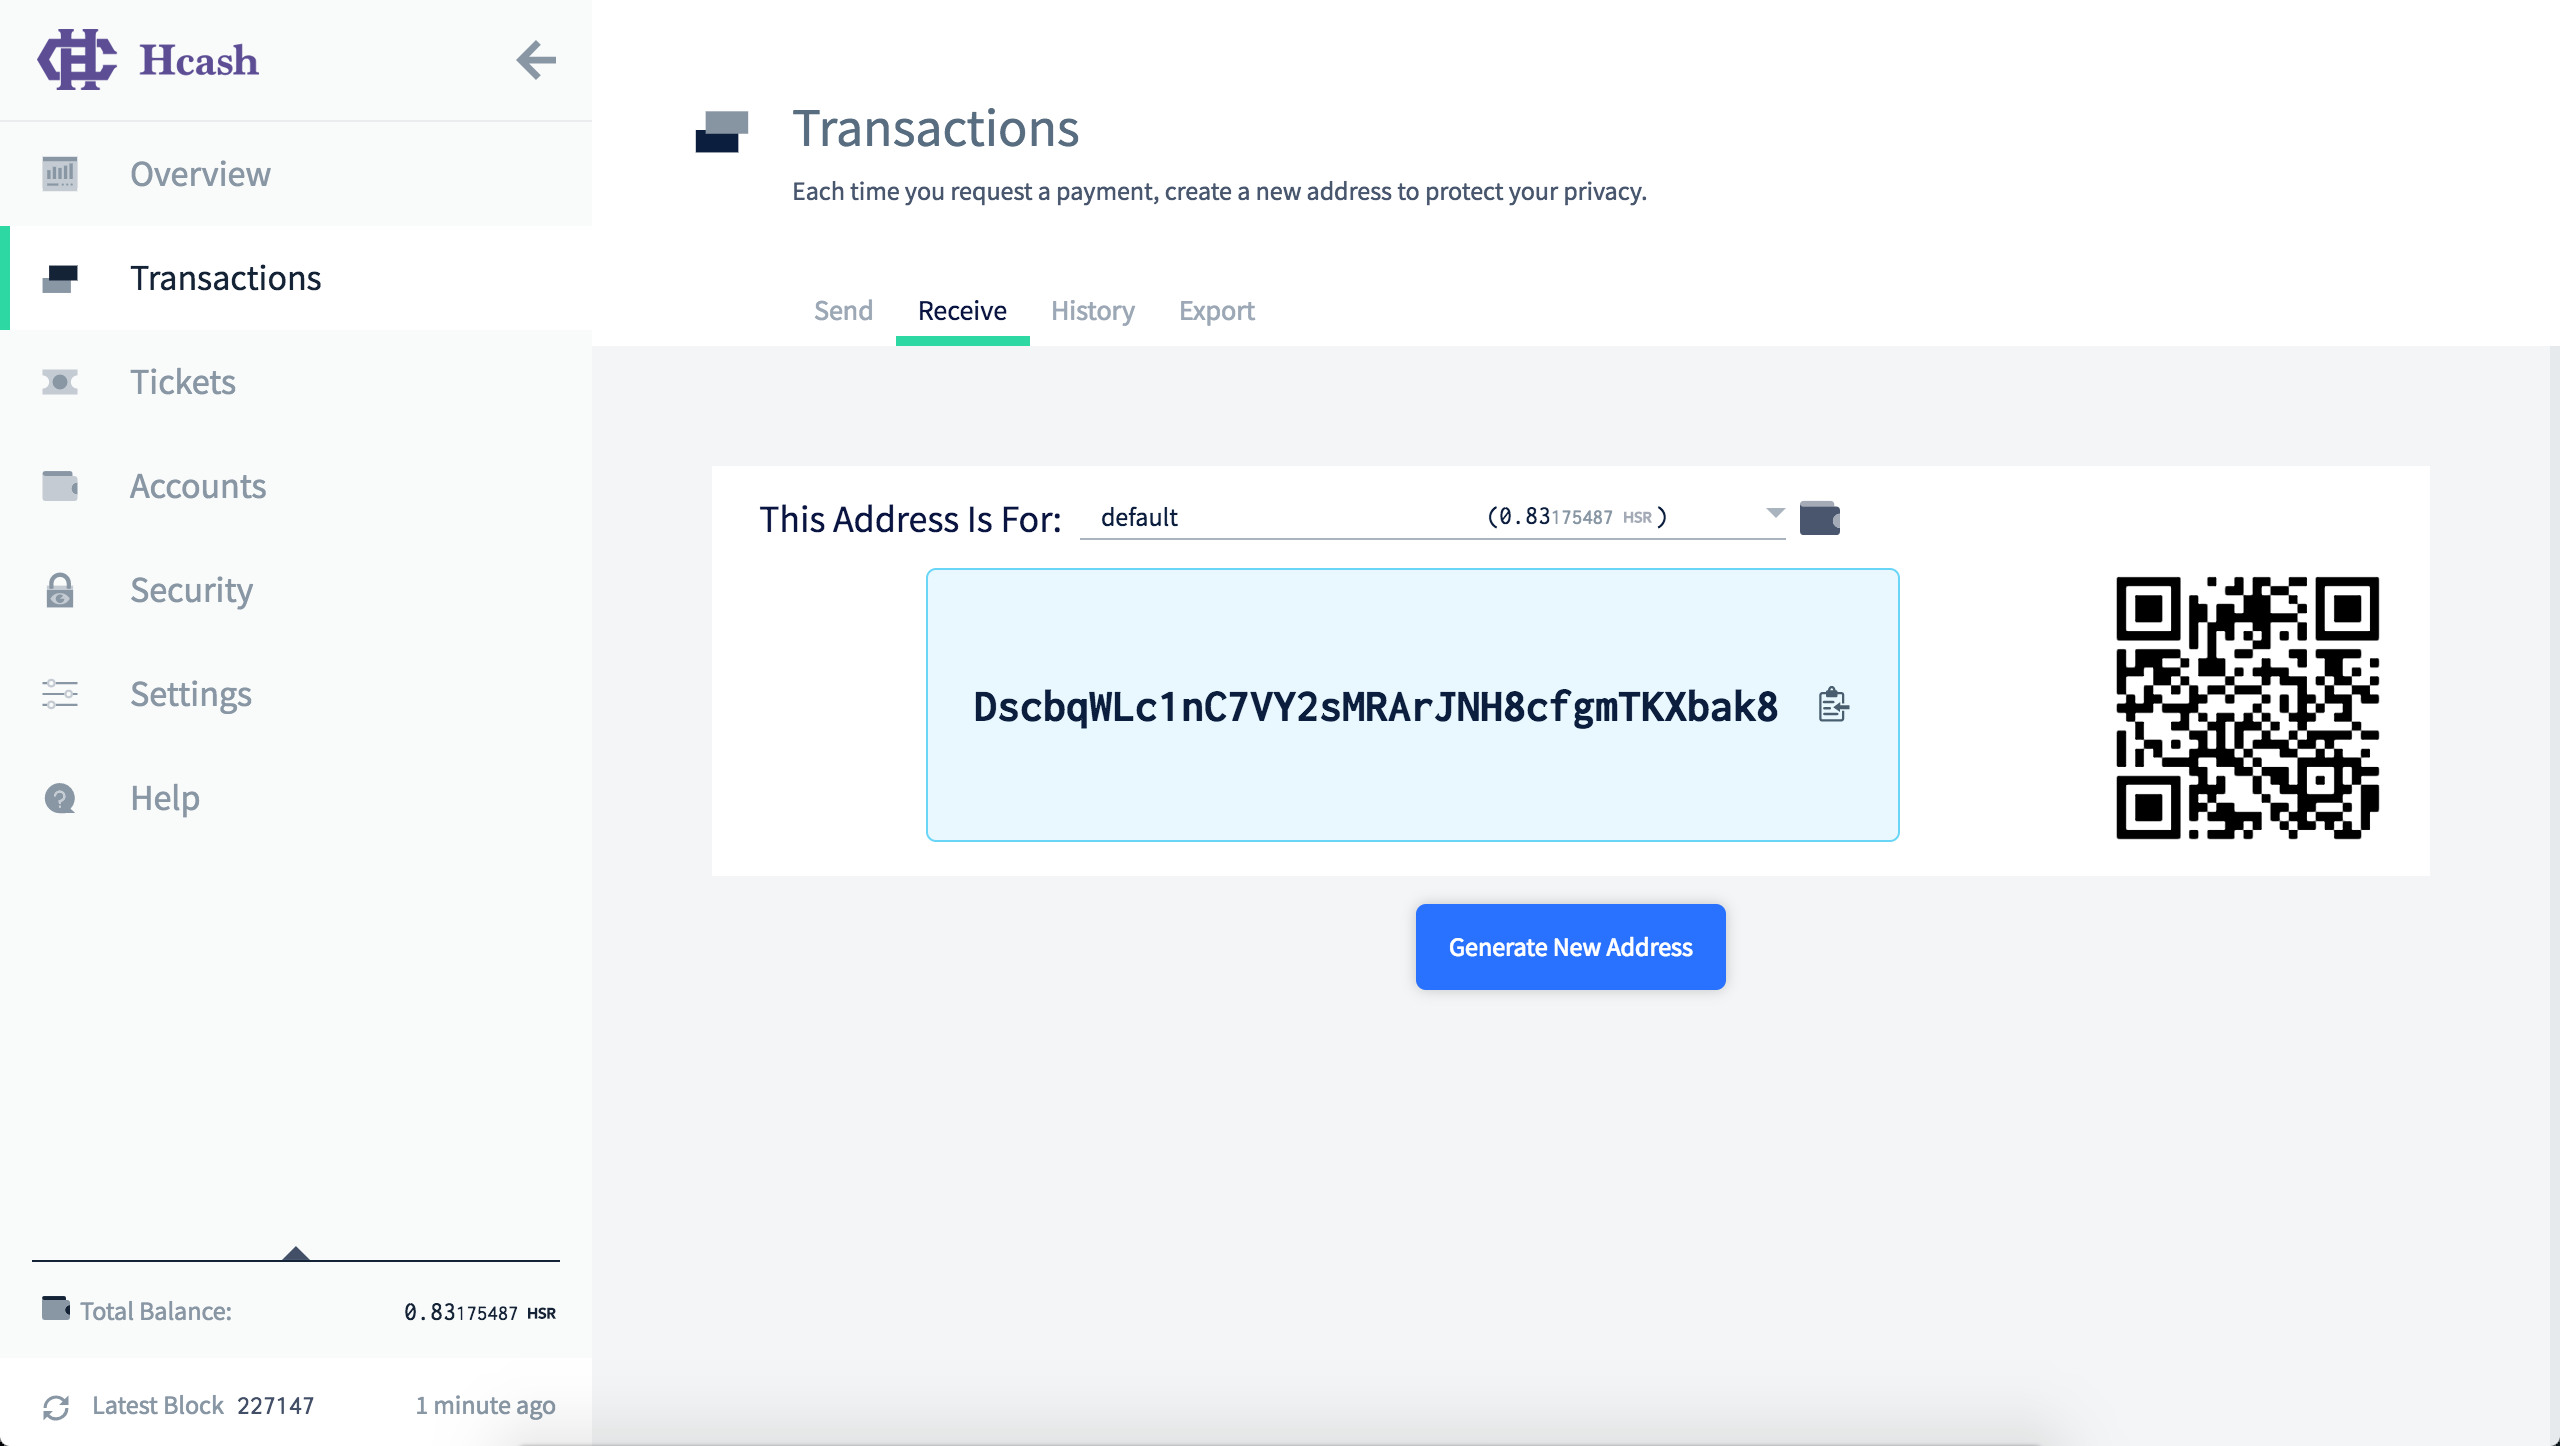 Hcash
Overview
Transactions
Tickets
Accounts
Security
Settings
Help
Total Balance: 0.83175487 HSR
Latest Block 227147 1 minute ago
Transactions
Each time you request a payment, create a new address to protect your privacy.
Send Receive History Export
This Address Is For: default (0.83175487 HSR)
DscbqWLc1nC7VY2sMRArJNH8cfgmTKXbak8
Generate New Address